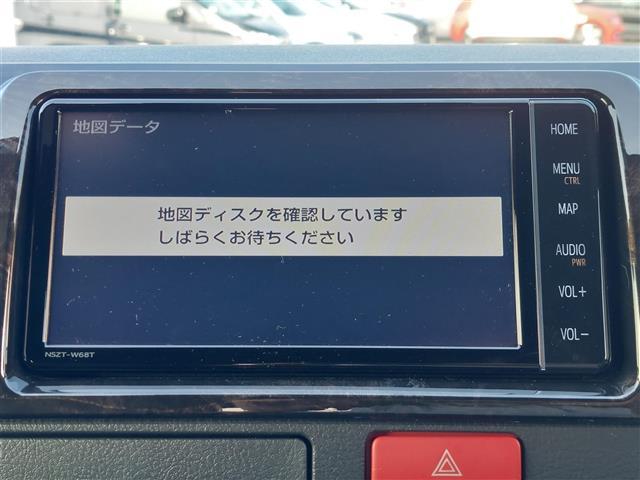 地図データ
地図ディスクを確認しています
しばらくお待ちください
NSZT-W68T
HOME
MENU
CTRL
MAP
AUDIO
PWR
VOL+
VOL-